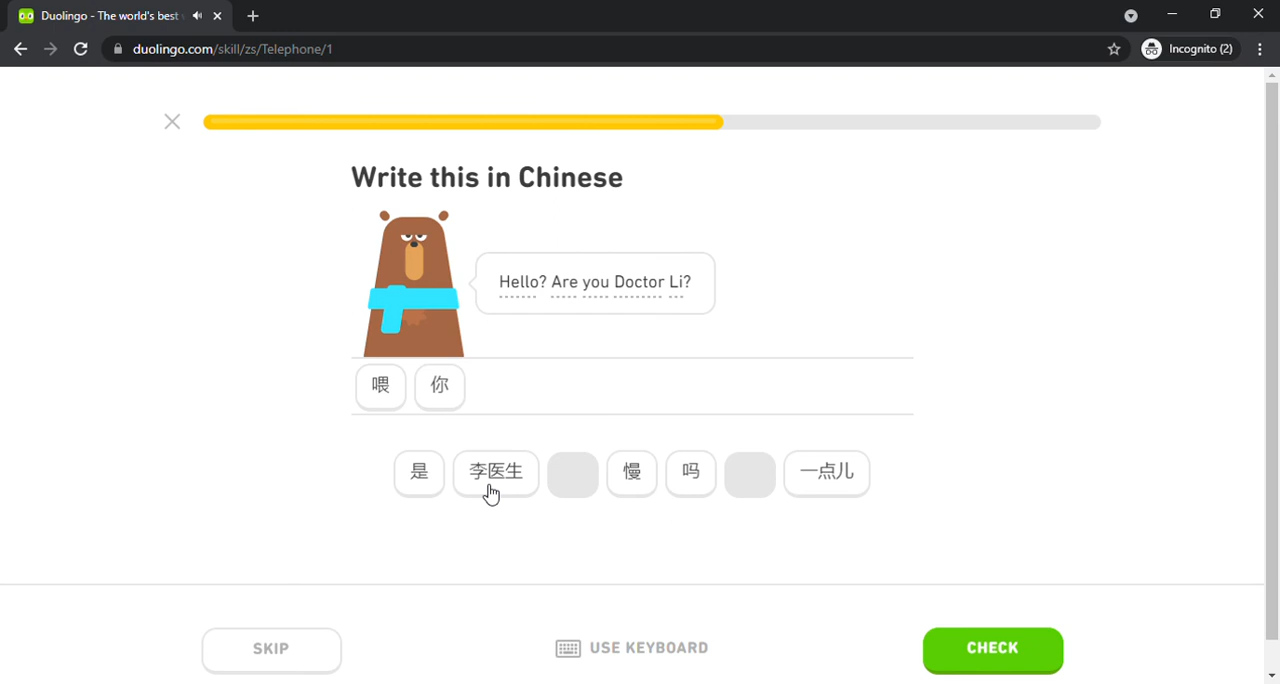 Duolingo - The world's best
duolingo.com/skill/zs/Telephone/1
Incognito (2)
Write this in Chinese
Hello? Are you Doctor Li?
喂 你
是 李医生 慢 吗 一点儿
SKIP USE KEYBOARD CHECK